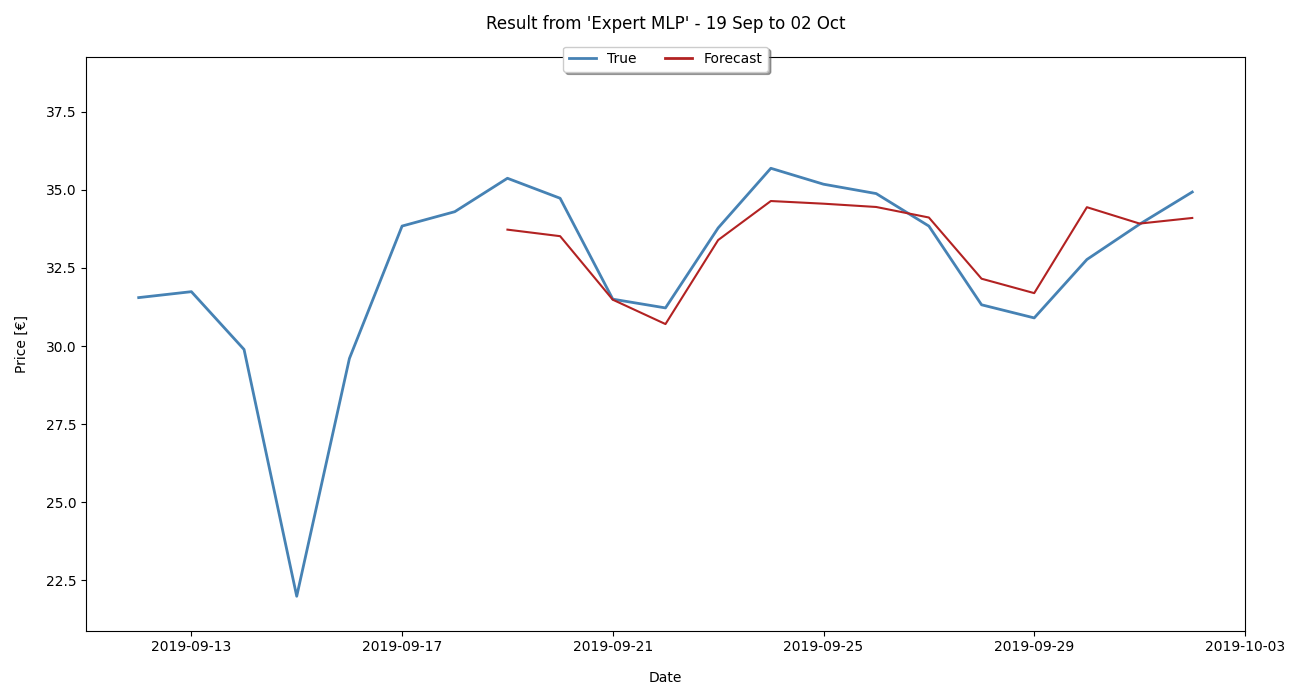 Result from 'Expert MLP' - 19 Sep to 02 Oct
True Forecast
37.5
35.0
32.5
30.0
27.5
25.0
22.5
Price [€]
2019-09-13 2019-09-17 2019-09-21 2019-09-25 2019-09-29 2019-10-03
Date